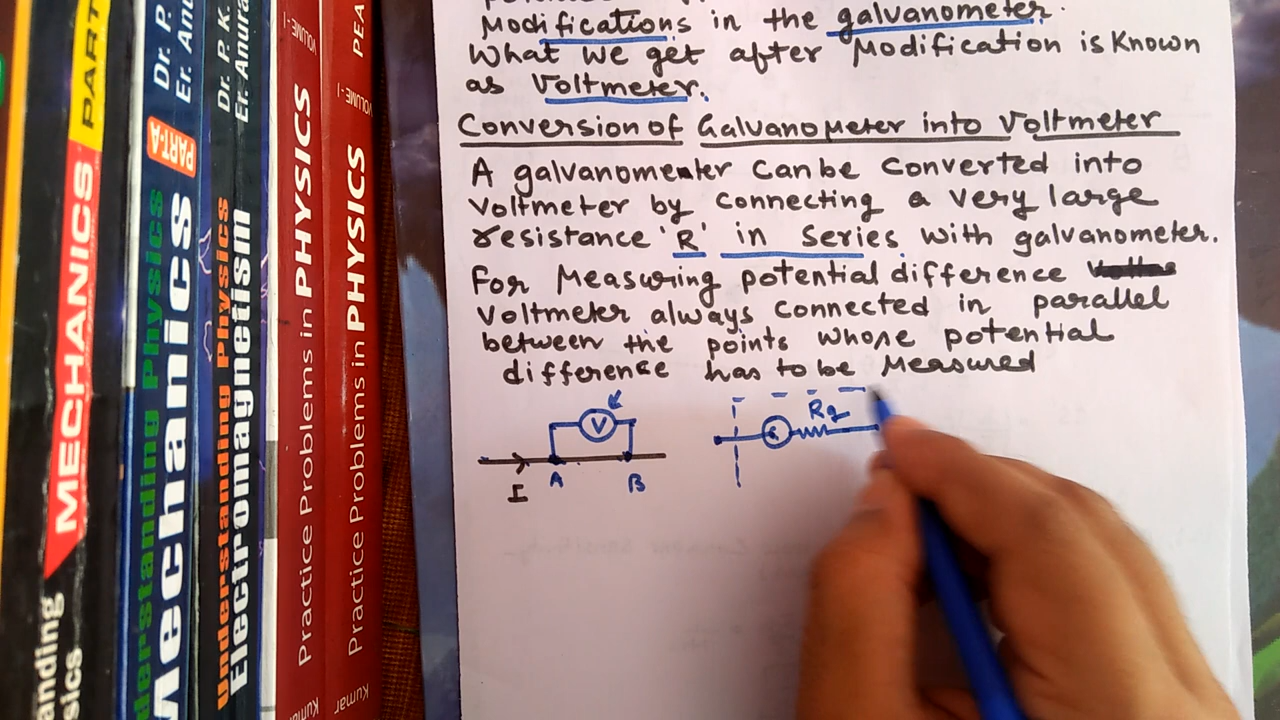 Modifications in the galvanometer.
What we get after Modification is Known
as Voltmeter.
Conversion of Galvanometer into Voltmeter
A galvanometer can be converted into
Voltmeter by connecting a very large
resistance 'R' in series with galvanometer.
For Measuring potential difference
Voltmeter always connected in parallel
between the points whose potential
difference has to be Measured
V
I
A
B
MECHANICS
PART
anding
sics
derstanding Physics
Mechanics
PART-A
Dr. P.
Er. Anu
Understanding Physics
Electromagnetism
Dr. P. K.
Er. Anura
Practice Problems in PHYSICS
VOLUME - I
Kumar
Practice Problems in PHYSICS
VOLUME - I
PEA
Kumar